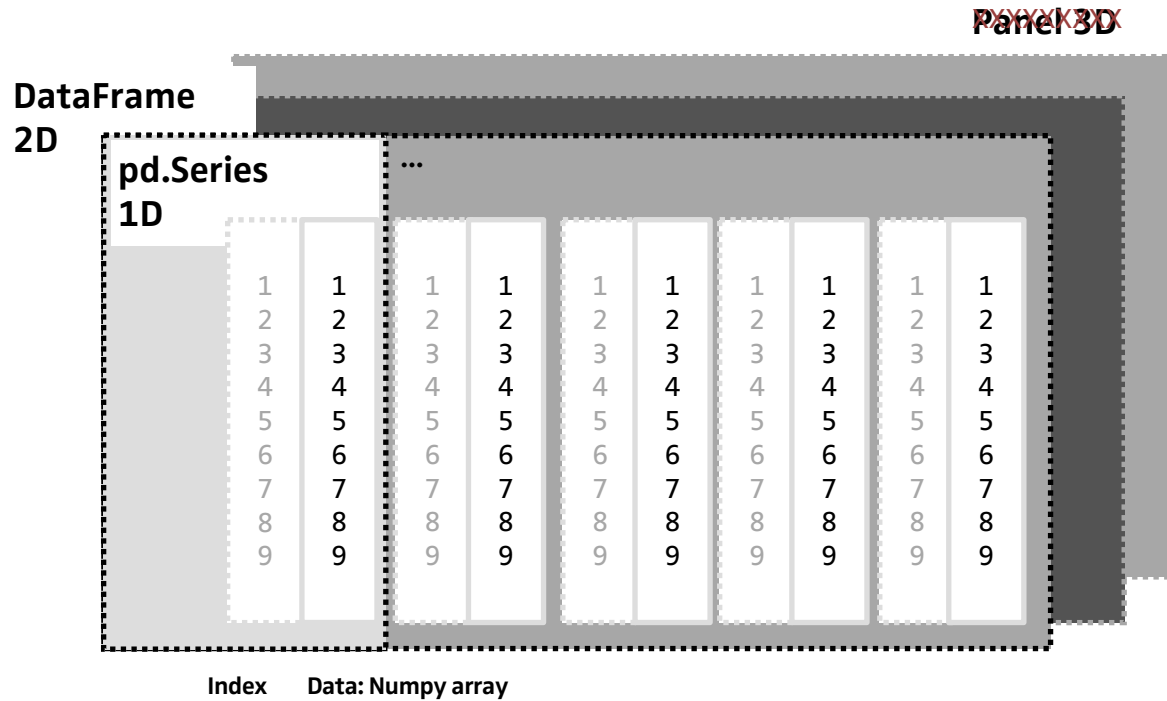 Panel 3D
XXXXXXXXX
DataFrame
2D
pd.Series
1D
...
1 1 1 1 1 1 1 1 1 1
2 2 2 2 2 2 2 2 2 2
3 3 3 3 3 3 3 3 3 3
4 4 4 4 4 4 4 4 4 4
5 5 5 5 5 5 5 5 5 5
6 6 6 6 6 6 6 6 6 6
7 7 7 7 7 7 7 7 7 7
8 8 8 8 8 8 8 8 8 8
9 9 9 9 9 9 9 9 9 9
Index Data: Numpy array